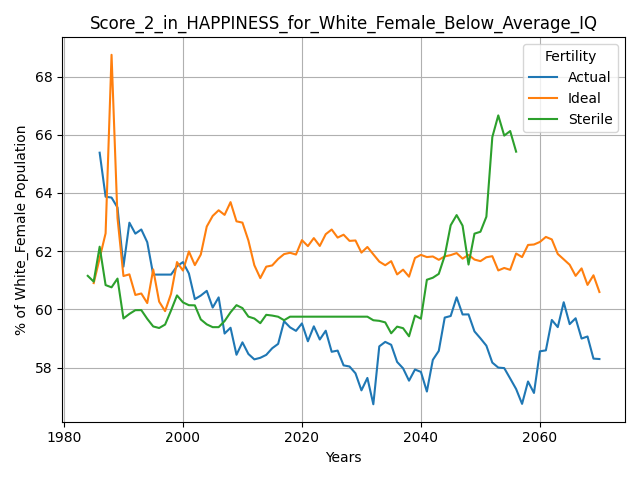 Score_2_in_HAPPINESS_for_White_Female_Below_Average_IQ
% of White_Female Population
68
66
64
62
60
58
1980
2000
2020
2040
2060
Years
Fertility
Actual
Ideal
Sterile